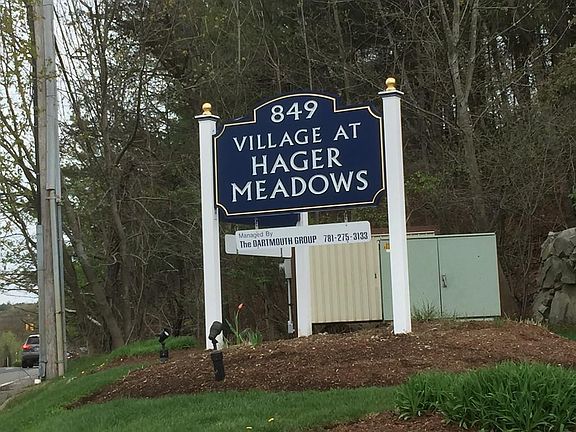 849
VILLAGE AT
HAGER
MEADOWS
Managed By
The DARTMOUTH GROUP 781-275-3133